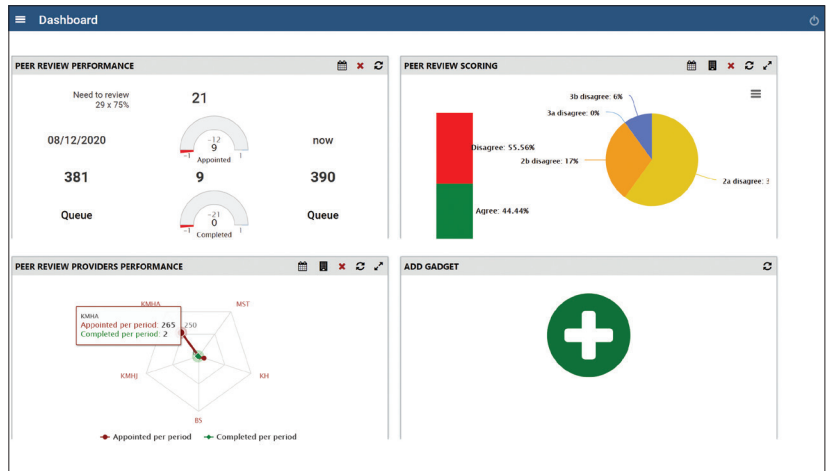 Dashboard
PEER REVIEW PERFORMANCE
Need to review
29 x 75%
21
08/12/2020
-12
9
-1
1
Appointed
now
381
9
390
Queue
-21
0
-1
1
Completed
Queue
PEER REVIEW SCORING
Disagree: 55.56%
Agree: 44.44%
3b disagree: 6%
3a disagree: 0%
2b disagree: 17%
2a disagree: 3
PEER REVIEW PROVIDERS PERFORMANCE
KMHA
MST
KMHA
Appointed per period: 265
Completed per period: 2
250
KMHJ
KH
BS
Appointed per period
Completed per period
ADD GADGET